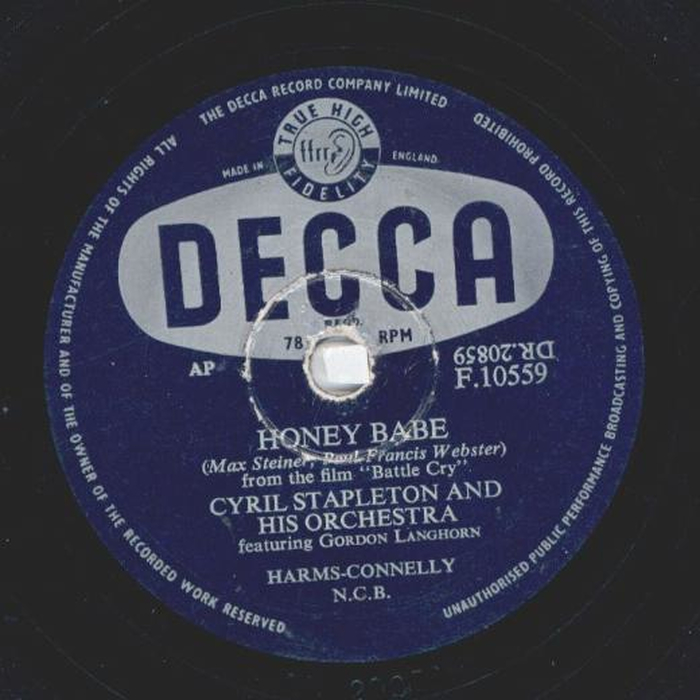 THE DECCA RECORD COMPANY LIMITED
ALL RIGHTS OF THE MANUFACTURER AND OF THE OWNER OF THE RECORDED WORK RESERVED
UNAUTHORISED PUBLIC PERFORMANCE BROADCASTING AND COPYING OF THIS RECORD PROHIBITED
TRUE HIGH
ffrr
FIDELITY
MADE IN ENGLAND.
DECCA
REGD.
78 RPM
AP
DR.20859
F.10559
HONEY BABE
(Max Steiner, Paul Francis Webster)
from the film "Battle Cry"
CYRIL STAPLETON AND
HIS ORCHESTRA
featuring GORDON LANGHORN
HARMS-CONNELLY
N.C.B.